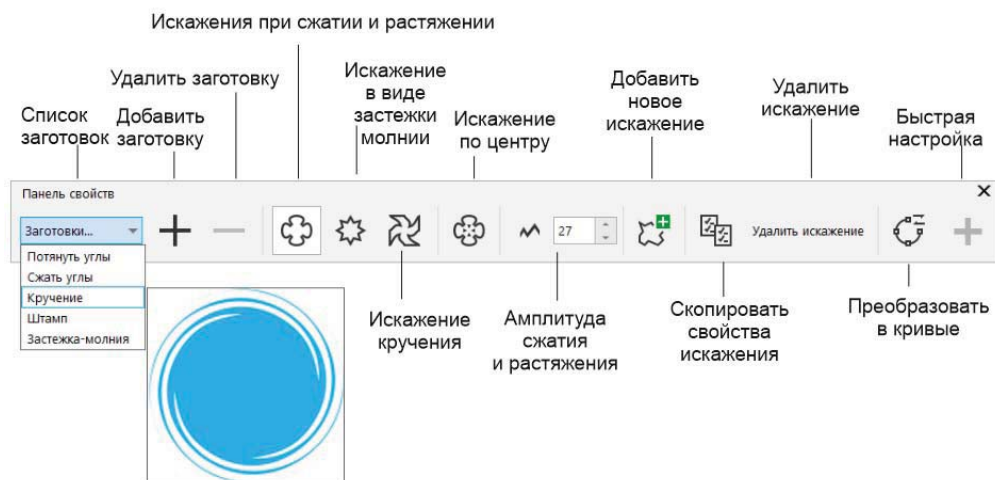 Искажения при сжатии и растяжении
Удалить заготовку
Искажение
в виде
застежки
молнии
Добавить
новое
искажение
Удалить
искажение
Список
заготовок
Добавить
заготовку
Искажение
по центру
Быстрая
настройка
Панель свойств
Заготовки...
27
Удалить искажение
Потянуть углы
Сжать углы
Кручение
Штамп
Застежка-молния
Искажение
кручения
Амплитуда
сжатия
и растяжения
Скопировать
свойства
искажения
Преобразовать
в кривые